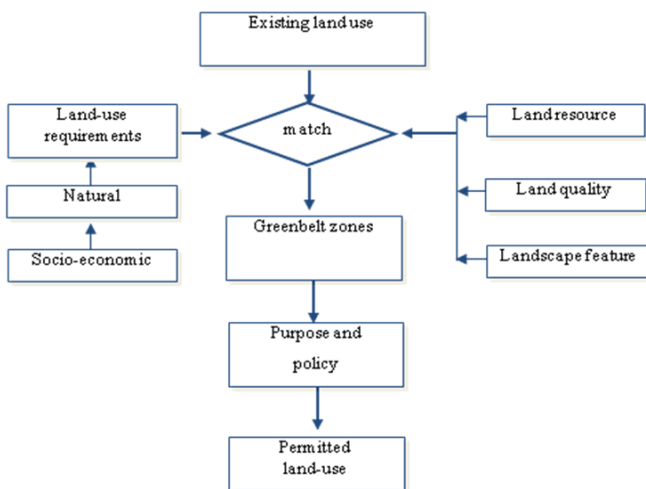 Existing land use
Land-use
requirements
match
Land resource
Natural
Land quality
Greenbelt zones
Socio-economic
Landscape feature
Purpose and
policy
Permitted
land-use